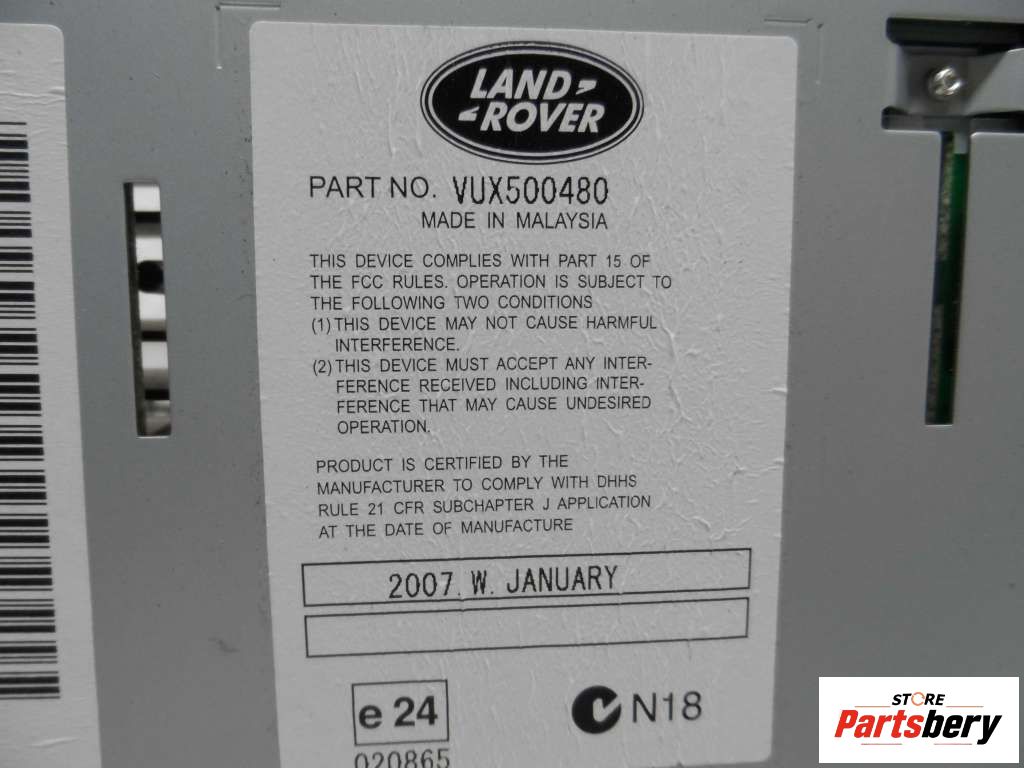 LAND
ROVER
PART NO. VUX500480
MADE IN MALAYSIA
THIS DEVICE COMPLIES WITH PART 15 OF
THE FCC RULES. OPERATION IS SUBJECT TO
THE FOLLOWING TWO CONDITIONS
(1) THIS DEVICE MAY NOT CAUSE HARMFUL
INTERFERENCE.
(2) THIS DEVICE MUST ACCEPT ANY INTER-
FERENCE RECEIVED INCLUDING INTER-
FERENCE THAT MAY CAUSE UNDESIRED
OPERATION.
PRODUCT IS CERTIFIED BY THE
MANUFACTURER TO COMPLY WITH DHHS
RULE 21 CFR SUBCHAPTER J APPLICATION
AT THE DATE OF MANUFACTURE
2007. W. JANUARY
e 24
020865
N18
STORE
Partsbery